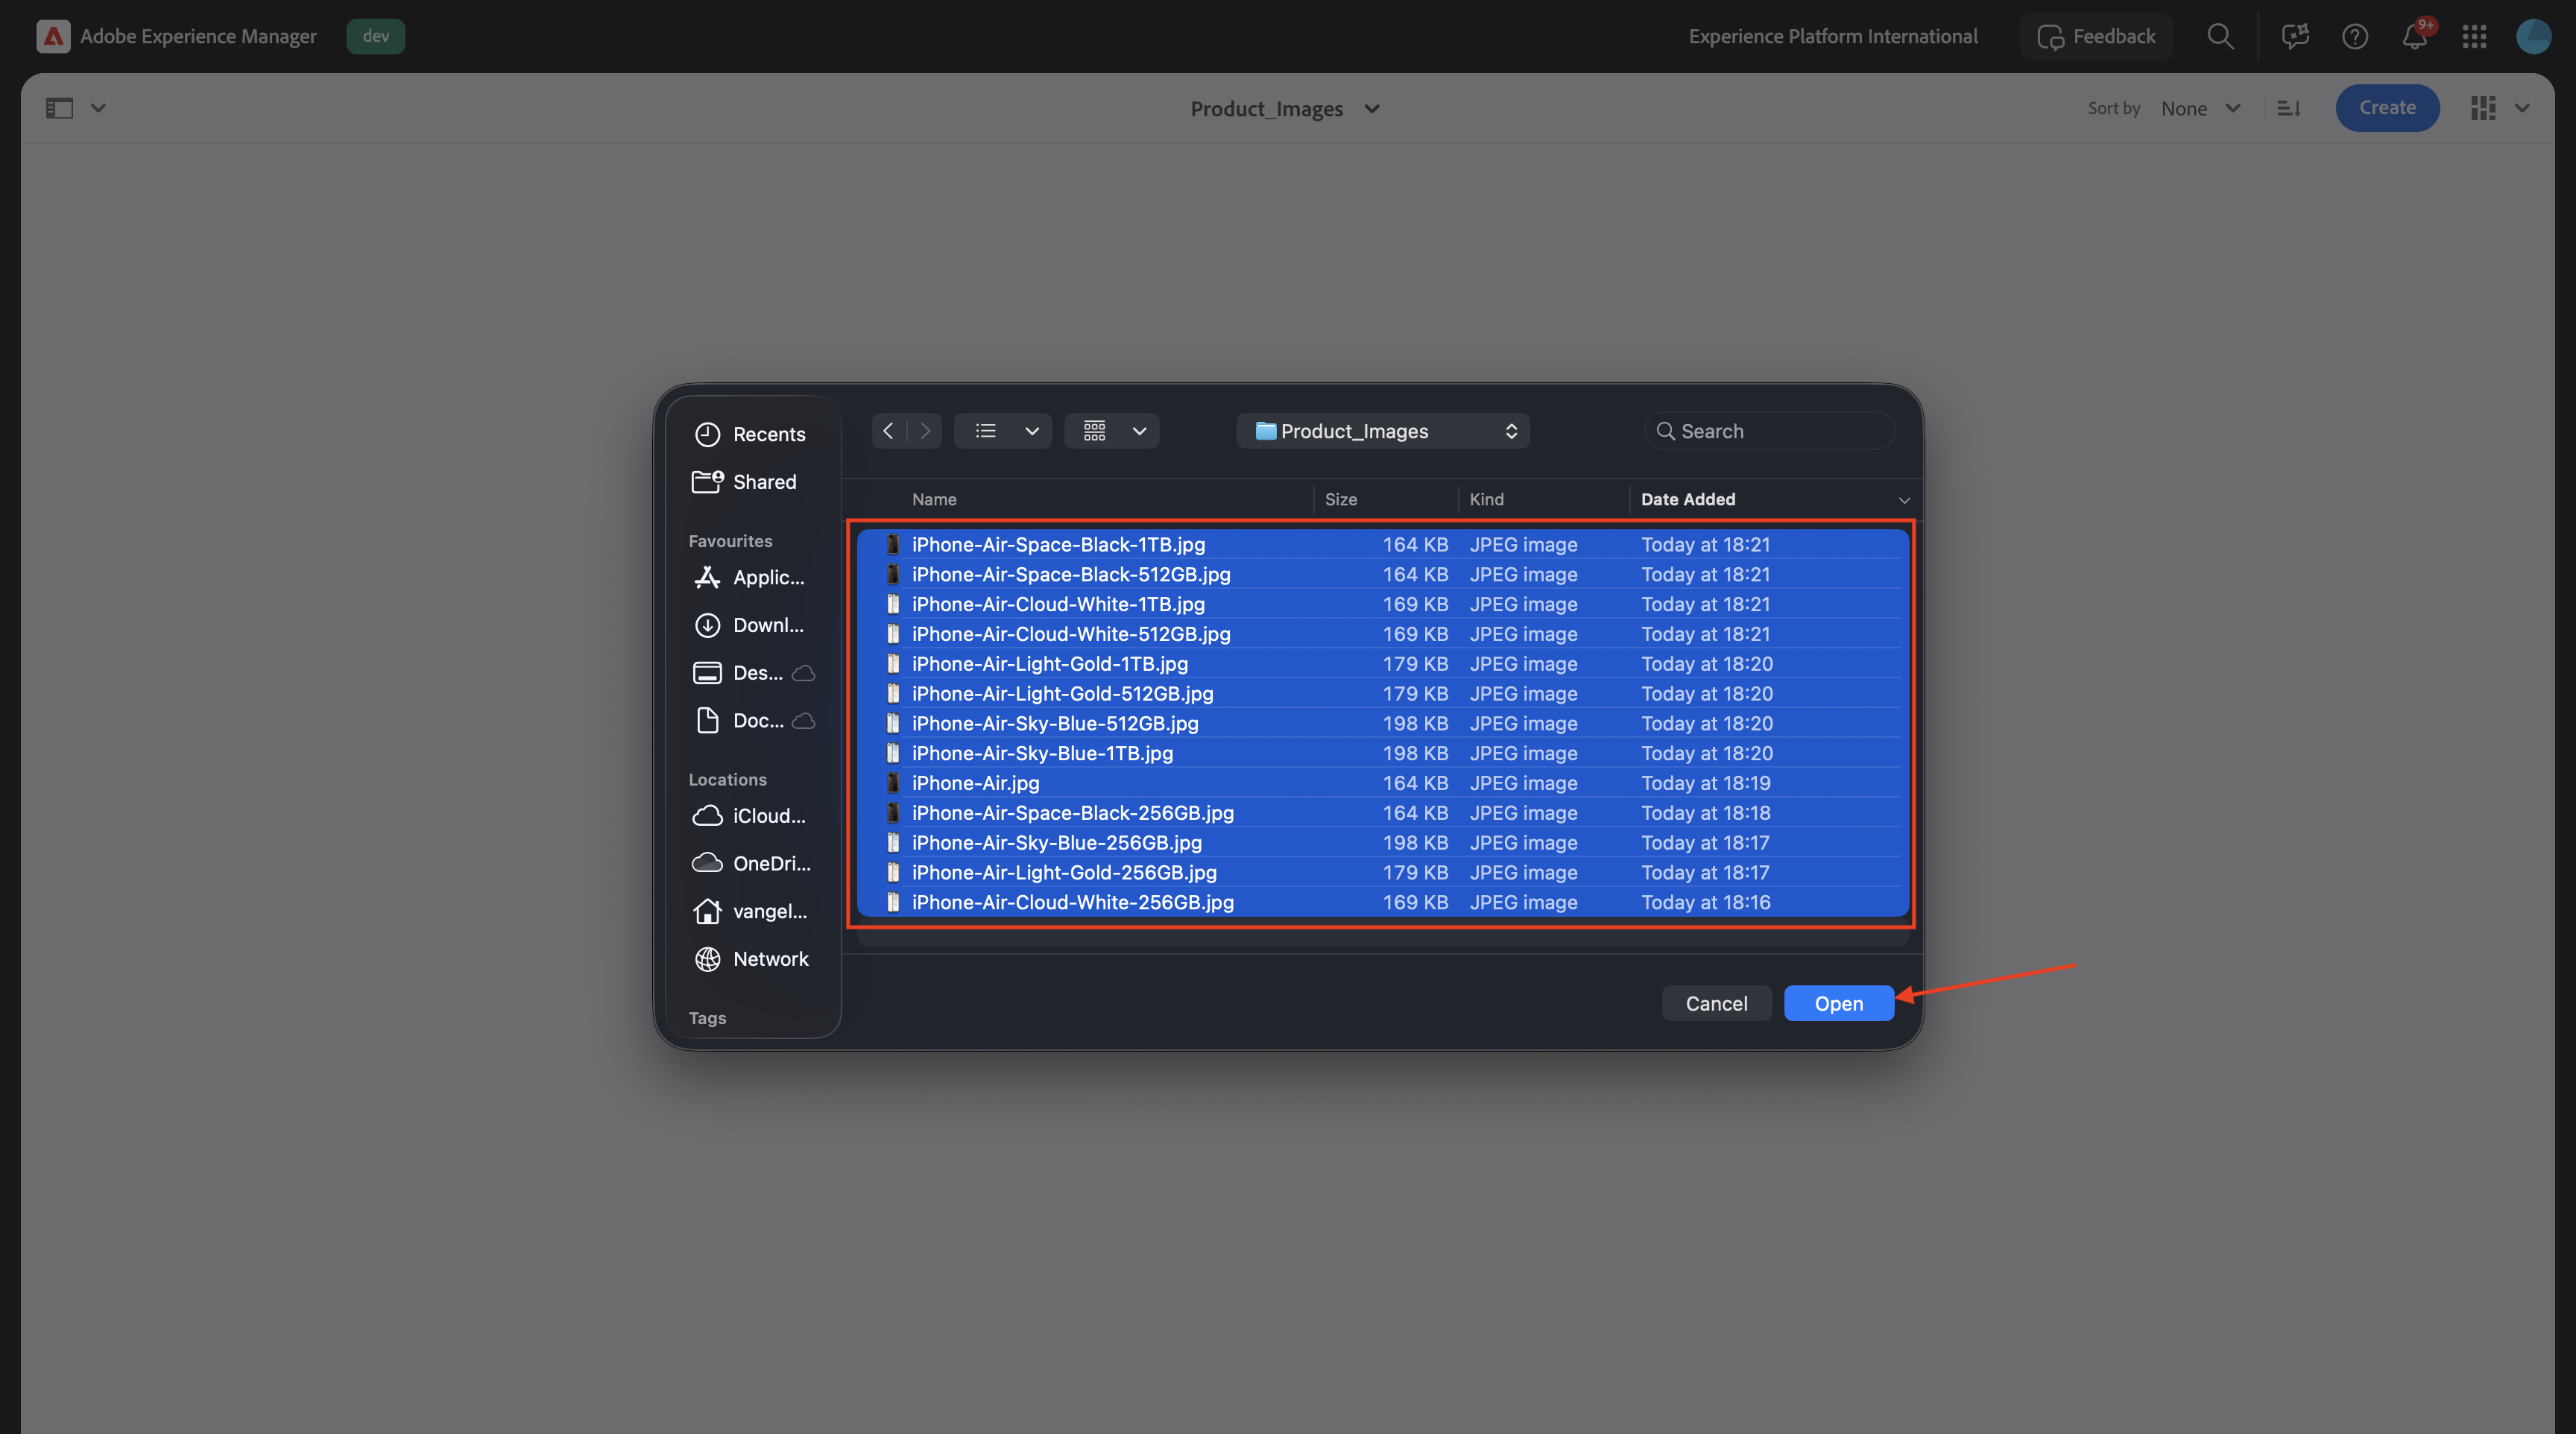 Adobe Experience Manager
dev
Experience Platform International
Feedback
9+
Product_Images
Sort by
None
Create
Recents
Shared
Favourites
Applic...
Downl...
Des...
Doc...
Locations
iCloud...
OneDri...
vangel...
Network
Tags
Product_Images
Search
Name Size Kind Date Added
iPhone-Air-Space-Black-1TB.jpg 164 KB JPEG image Today at 18:21
iPhone-Air-Space-Black-512GB.jpg 164 KB JPEG image Today at 18:21
iPhone-Air-Cloud-White-1TB.jpg 169 KB JPEG image Today at 18:21
iPhone-Air-Cloud-White-512GB.jpg 169 KB JPEG image Today at 18:21
iPhone-Air-Light-Gold-1TB.jpg 179 KB JPEG image Today at 18:20
iPhone-Air-Light-Gold-512GB.jpg 179 KB JPEG image Today at 18:20
iPhone-Air-Sky-Blue-512GB.jpg 198 KB JPEG image Today at 18:20
iPhone-Air-Sky-Blue-1TB.jpg 198 KB JPEG image Today at 18:20
iPhone-Air.jpg 164 KB JPEG image Today at 18:19
iPhone-Air-Space-Black-256GB.jpg 164 KB JPEG image Today at 18:18
iPhone-Air-Sky-Blue-256GB.jpg 198 KB JPEG image Today at 18:17
iPhone-Air-Light-Gold-256GB.jpg 179 KB JPEG image Today at 18:17
iPhone-Air-Cloud-White-256GB.jpg 169 KB JPEG image Today at 18:16
Cancel
Open